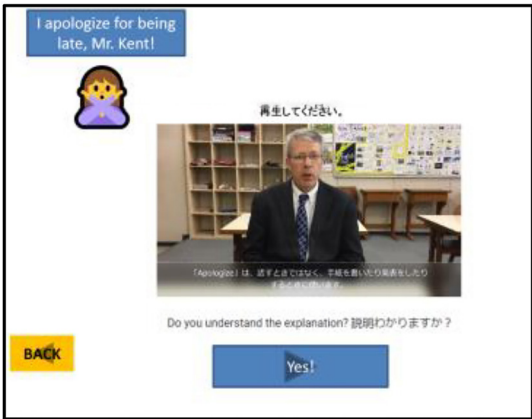 I apologize for being
late, Mr. Kent!
再生してください。
「Apologize」は、話すときではなく、手紙を書いたり発表をしたり
するときに使います。
Do you understand the explanation? 説明わかりますか？
BACK
Yes!